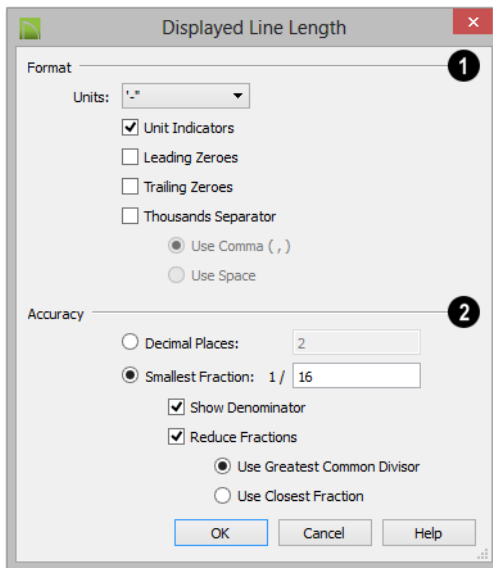 Displayed Line Length
Format
1
Units: '-"
Unit Indicators
Leading Zeroes
Trailing Zeroes
Thousands Separator
Use Comma ( , )
Use Space
Accuracy
2
Decimal Places: 2
Smallest Fraction: 1 / 16
Show Denominator
Reduce Fractions
Use Greatest Common Divisor
Use Closest Fraction
OK Cancel Help